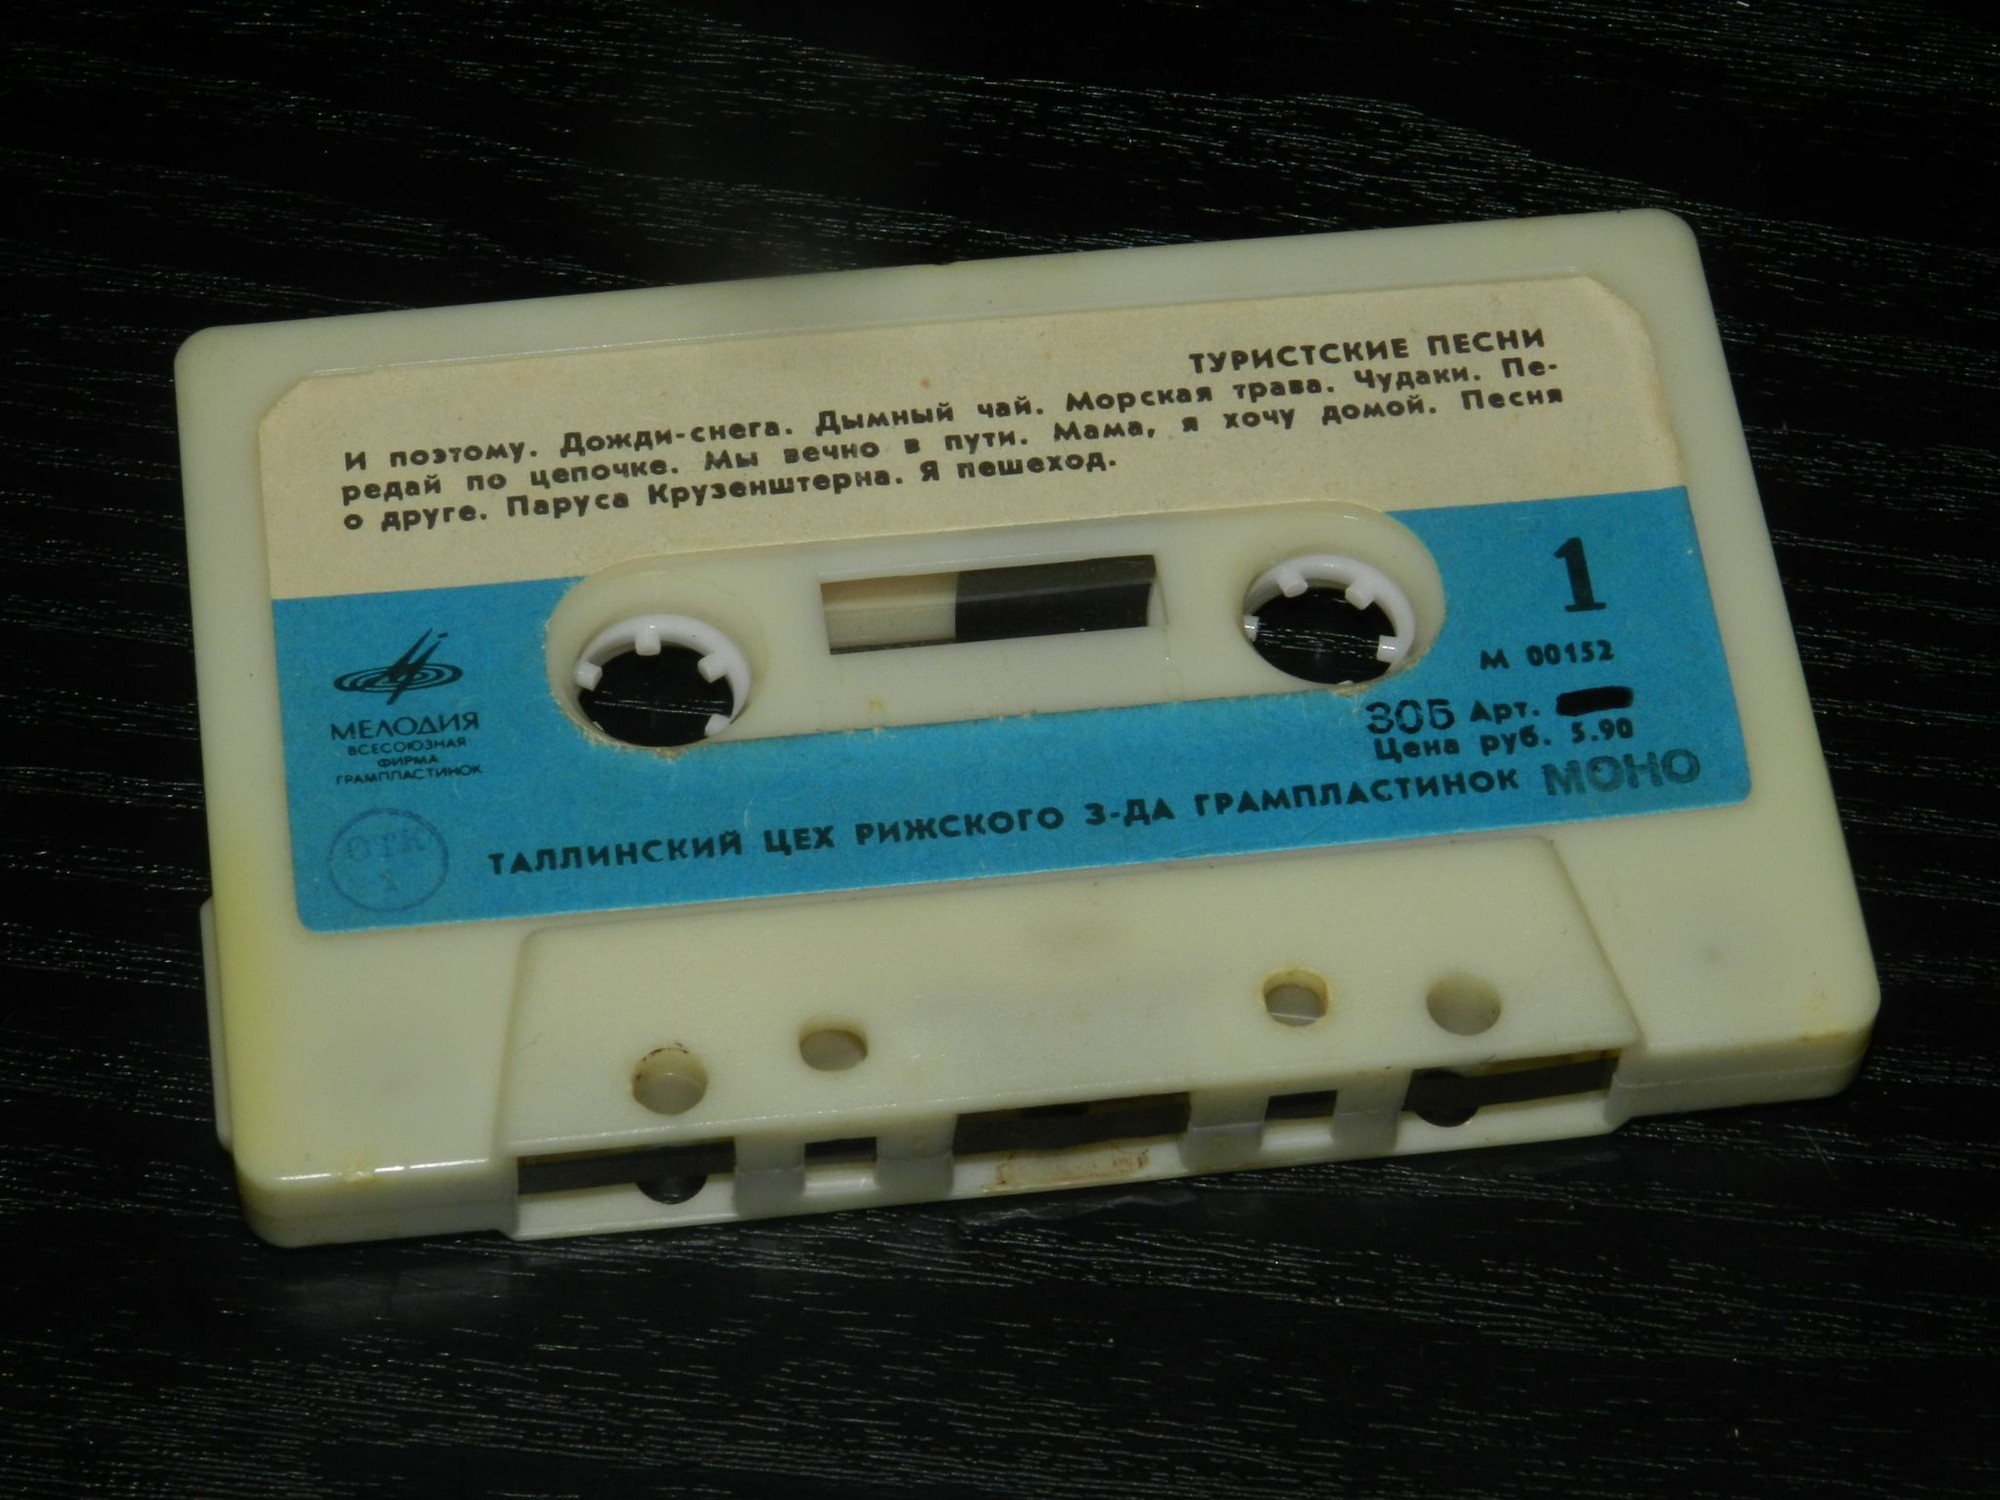 ТУРИСТСКИЕ ПЕСНИ
И поэтому. Дожди-снега. Дымный чай. Морская трава. Чудаки. Пе-
редай по цепочке. Мы вечно в пути. Мама, я хочу домой. Песня
о друге. Паруса Крузенштерна. Я пешеход.
1
М 00152
ЗОБ Арт.
Цена руб. 5.90
МОНО
МЕЛОДИЯ
ВСЕСОЮЗНАЯ
ФИРМА
ГРАМПЛАСТИНОК
ОТК
ТАЛЛИНСКИЙ ЦЕХ РИЖСКОГО З-ДА ГРАМПЛАСТИНОК